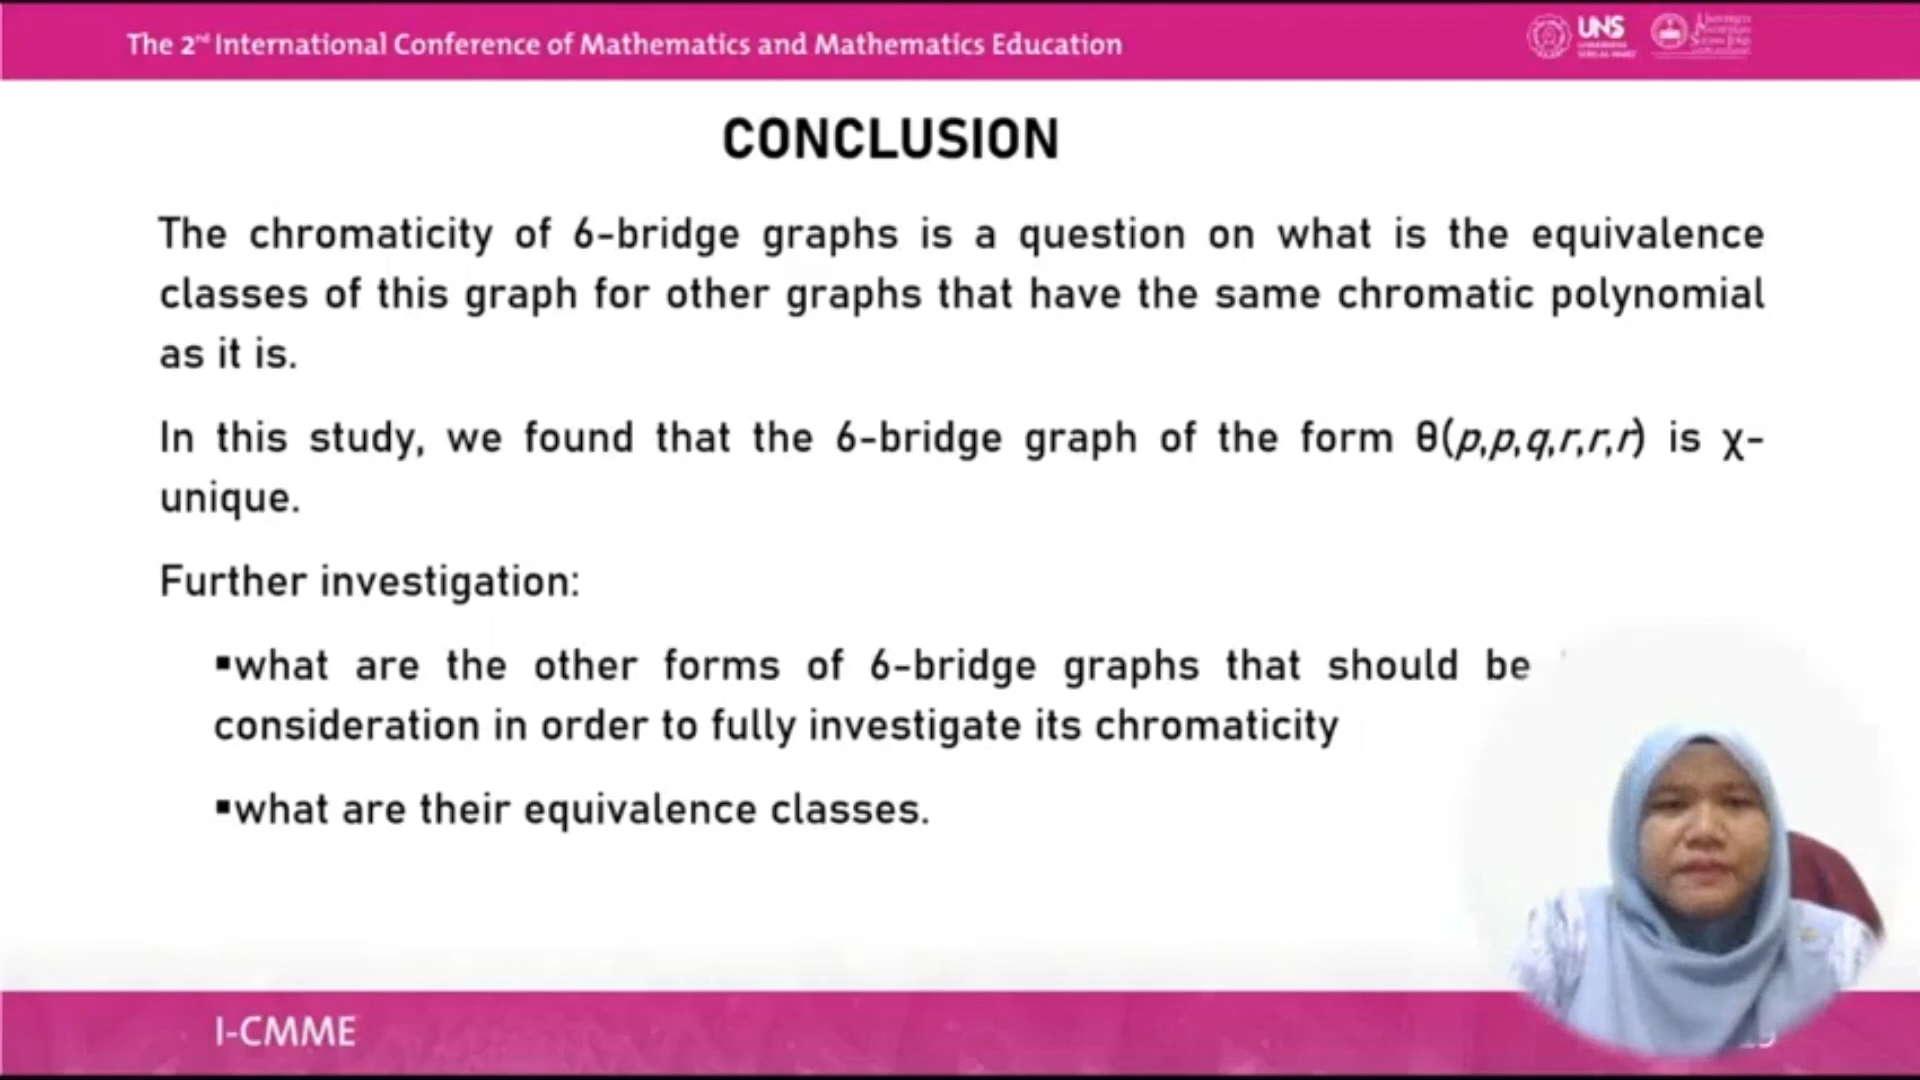 The 2nd International Conference of Mathematics and Mathematics Education
UNS
CONCLUSION
The chromaticity of 6-bridge graphs is a question on what is the equivalence
classes of this graph for other graphs that have the same chromatic polynomial
as it is.
In this study, we found that the 6-bridge graph of the form θ(p,p,q,r,r,r) is χ-
unique.
Further investigation:
▪what are the other forms of 6-bridge graphs that should be
consideration in order to fully investigate its chromaticity
▪what are their equivalence classes.
I-CMME